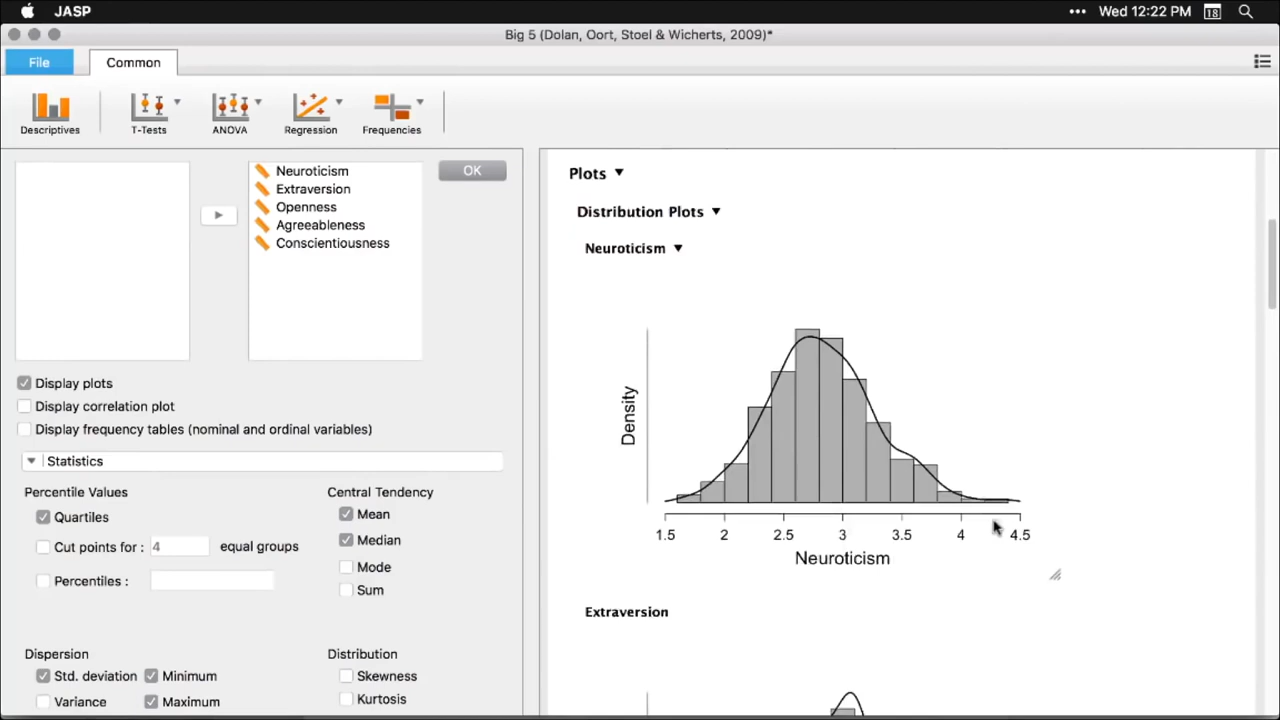 JASP
••• Wed 12:22 PM 18
Big 5 (Dolan, Oort, Stoel & Wicherts, 2009)*
File
Common
Descriptives
T-Tests
ANOVA
Regression
Frequencies
Neuroticism
Extraversion
Openness
Agreeableness
Conscientiousness
OK
Display plots
Display correlation plot
Display frequency tables (nominal and ordinal variables)
Statistics
Percentile Values
Quartiles
Cut points for : 4 equal groups
Percentiles :
Central Tendency
Mean
Median
Mode
Sum
Dispersion
Std. deviation
Minimum
Variance
Maximum
Distribution
Skewness
Kurtosis
Plots
Distribution Plots
Neuroticism
Density
1.5 2 2.5 3 3.5 4 4.5
Neuroticism
Extraversion